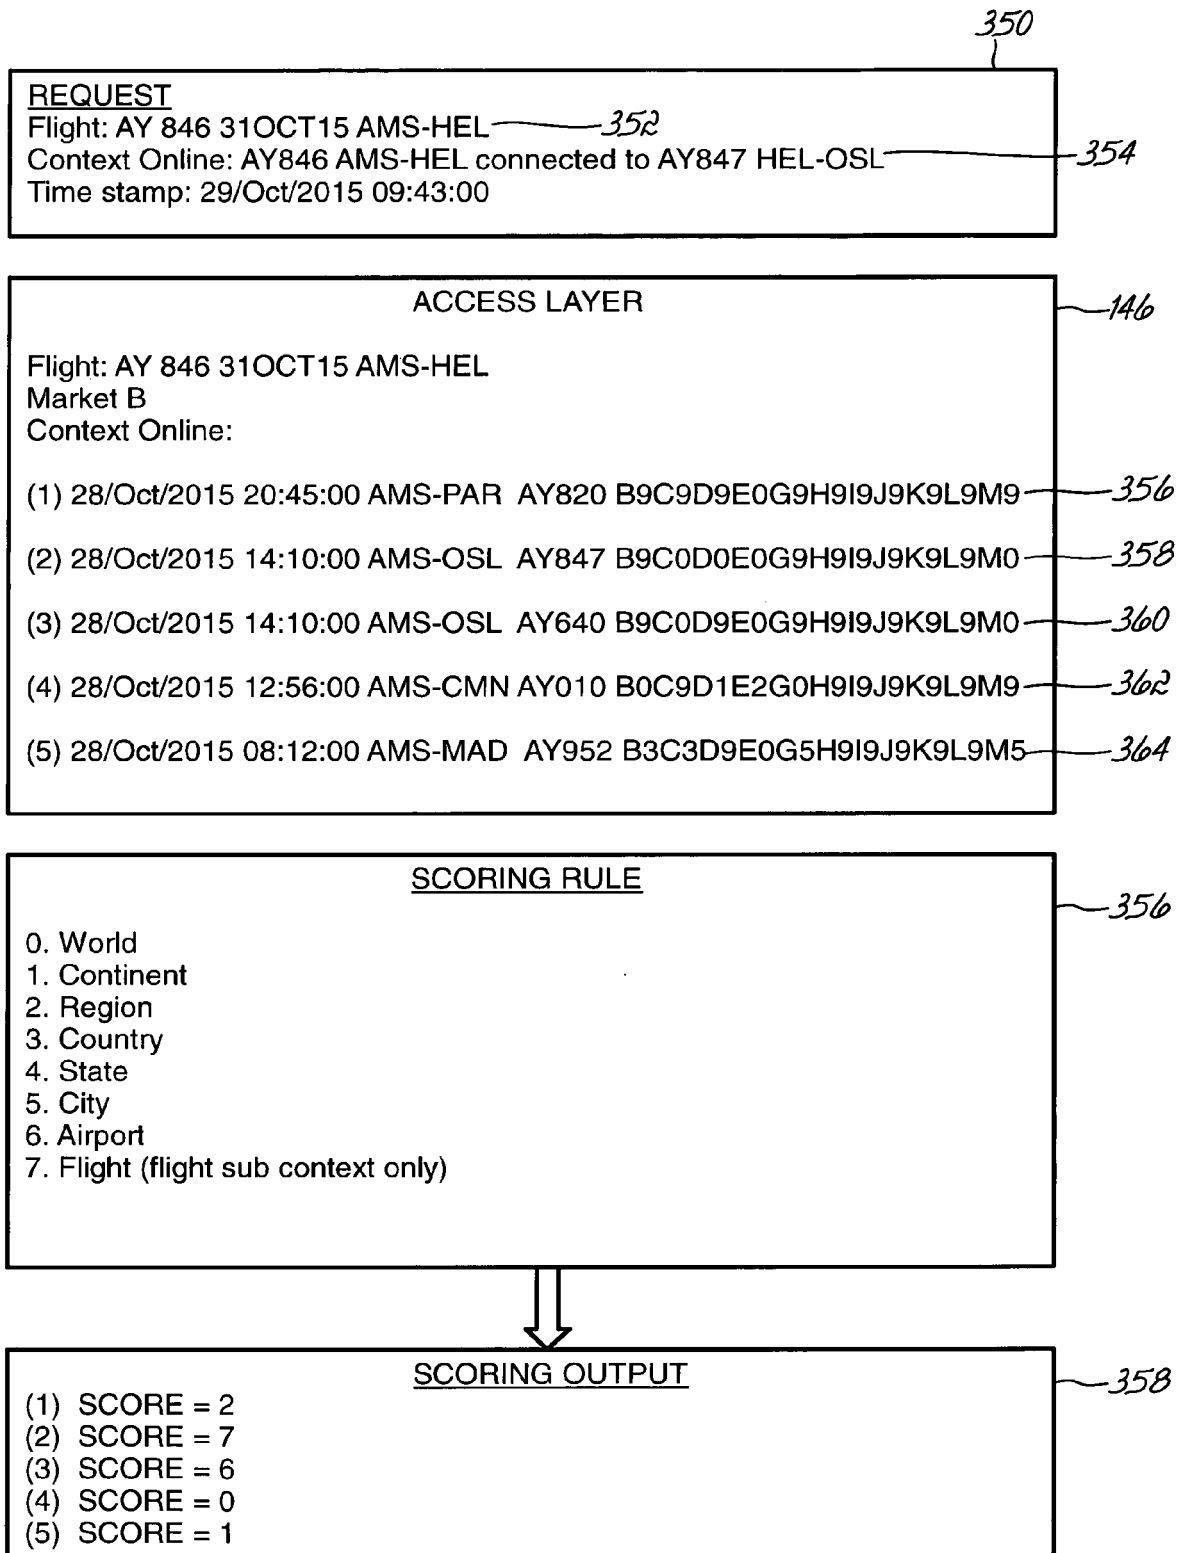 350
REQUEST
Flight: AY 846 31OCT15 AMS-HEL 352
Context Online: AY846 AMS-HEL connected to AY847 HEL-OSL 354
Time stamp: 29/Oct/2015 09:43:00
ACCESS LAYER 146
Flight: AY 846 31OCT15 AMS-HEL
Market B
Context Online:
(1) 28/Oct/2015 20:45:00 AMS-PAR AY820 B9C9D9E0G9H9I9J9K9L9M9 356
(2) 28/Oct/2015 14:10:00 AMS-OSL AY847 B9C0D0E0G9H9I9J9K9L9M0 358
(3) 28/Oct/2015 14:10:00 AMS-OSL AY640 B9C0D9E0G9H9I9J9K9L9M0 360
(4) 28/Oct/2015 12:56:00 AMS-CMN AY010 B0C9D1E2G0H9I9J9K9L9M9 362
(5) 28/Oct/2015 08:12:00 AMS-MAD AY952 B3C3D9E0G5H9I9J9K9L9M5 364
SCORING RULE 356
0. World
1. Continent
2. Region
3. Country
4. State
5. City
6. Airport
7. Flight (flight sub context only)
SCORING OUTPUT 358
(1) SCORE = 2
(2) SCORE = 7
(3) SCORE = 6
(4) SCORE = 0
(5) SCORE = 1